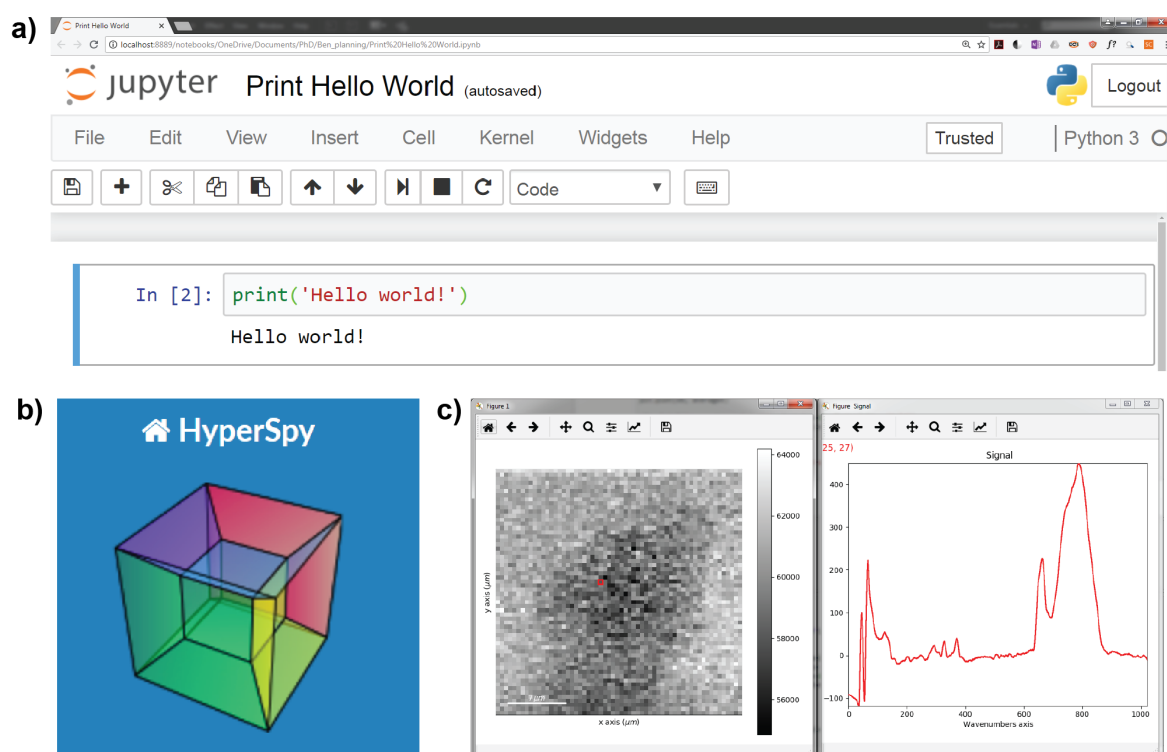 a)
Print Hello World
localhost:8889/notebooks/OneDrive/Documents/PhD/Ben_planning/Print%20Hello%20World.ipynb
jupyter Print Hello World (autosaved)
Logout
File Edit View Insert Cell Kernel Widgets Help
Trusted
Python 3
Code
In [2]: print('Hello world!')
Hello world!
b)
HyperSpy
c)
Figure 1
64000
62000
60000
58000
56000
y axis (μm)
x axis (μm)
Figure Signal
25, 27)
Signal
400
300
200
100
0
−100
0 200 400 600 800 1000
Wavenumbers axis